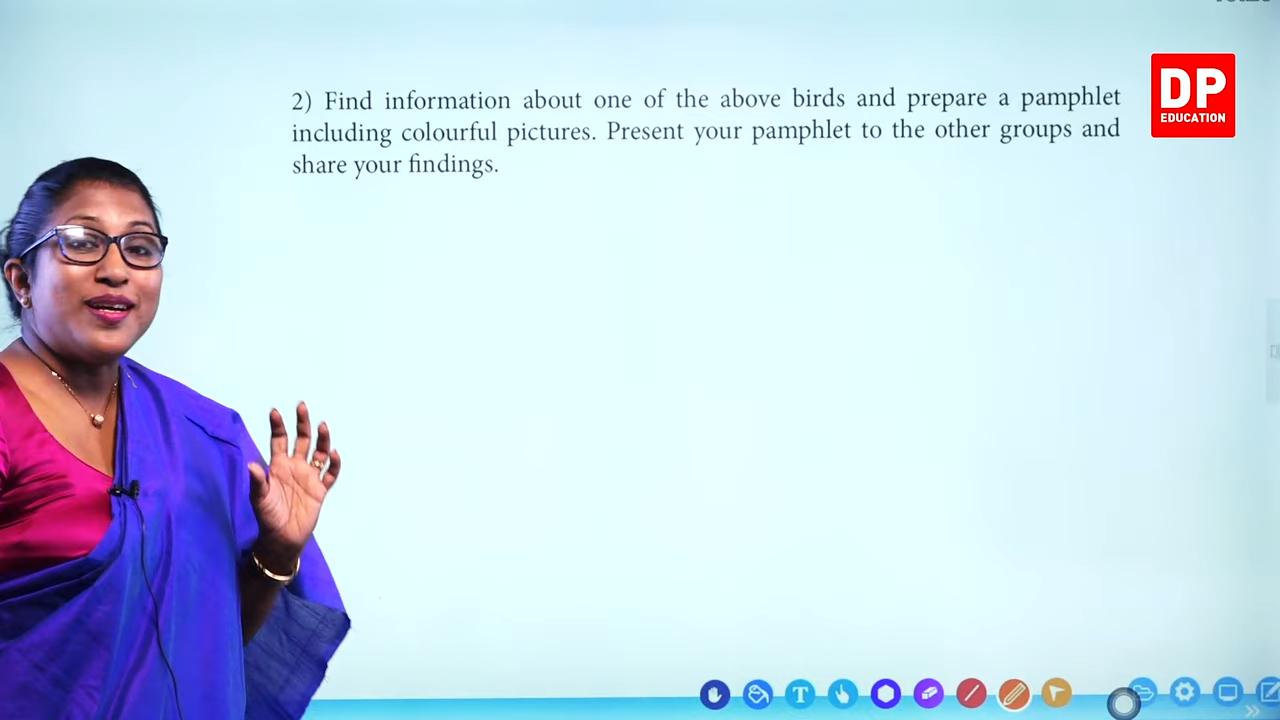 2) Find information about one of the above birds and prepare a pamphlet
including colourful pictures. Present your pamphlet to the other groups and
share your findings.
DP
EDUCATION
T